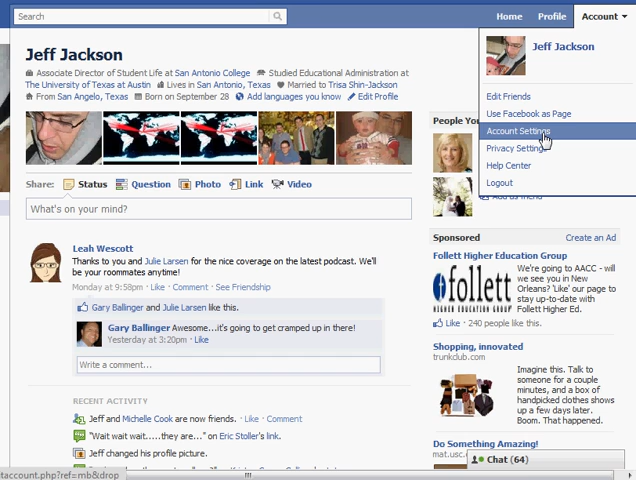 Search
Home Profile Account
Jeff Jackson
Jeff Jackson
Associate Director of Student Life at San Antonio College Studied Educational Administration at
The University of Texas at Austin Lives in San Antonio, Texas Married to Trisa Shin-Jackson
From San Angelo, Texas Born on September 28 Add languages you know Edit Profile
Edit Friends
Use Facebook as Page
Account Settings
Privacy Settings
Help Center
Logout
People You
Add as friend
Share: Status Question Photo Link Video
What's on your mind?
Leah Wescott
Thanks to you and Julie Larsen for the nice coverage on the latest podcast. We'll
be your roommates anytime!
Monday at 9:58pm · Like · Comment · See Friendship
Gary Ballinger and Julie Larsen like this.
Gary Ballinger Awesome...it's going to get cramped up in there!
Yesterday at 3:20pm · Like
Write a comment...
RECENT ACTIVITY
Jeff and Michelle Cook are now friends. · Like · Comment
"Wait wait wait.....they are..." on Eric Stoller's link.
Jeff changed his profile picture.
Sponsored Create an Ad
Follett Higher Education Group
follett
HIGHER EDUCATION GROUP
We're going to AACC - will
we see you in New
Orleans? 'Like' our page
to stay up-to-date with
Follett Higher Ed.
Like · 240 people like this.
Shopping, innovated
trunkclub.com
Imagine this. Talk to
someone for a couple
minutes, and a box of
handpicked clothes shows
up a few days later.
Boom. That happened.
Do Something Amazing!
mat.usc.
Chat (64)
taccount.php?ref=mb&drop